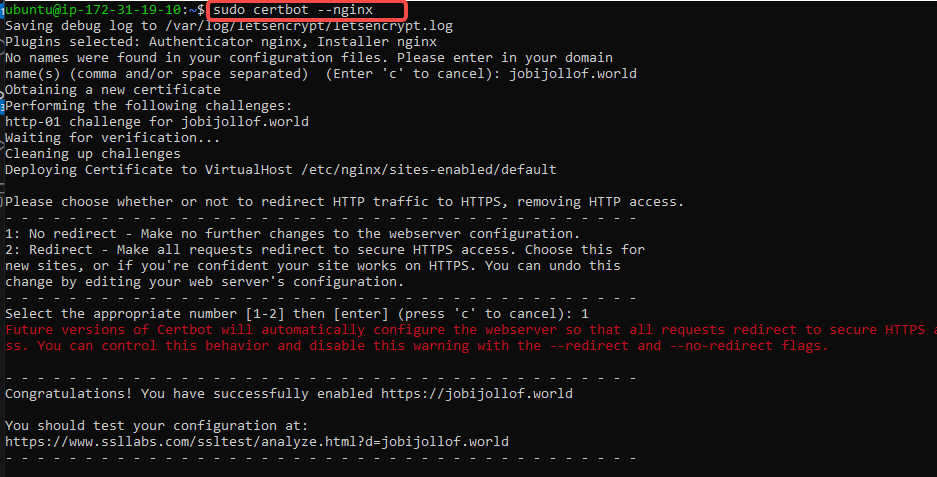 ubuntu@ip-172-31-19-10:~$ sudo certbot --nginx
Saving debug log to /var/log/letsencrypt/letsencrypt.log
Plugins selected: Authenticator nginx, Installer nginx
No names were found in your configuration files. Please enter in your domain
name(s) (comma and/or space separated)  (Enter 'c' to cancel): jobijollof.world
Obtaining a new certificate
Performing the following challenges:
http-01 challenge for jobijollof.world
Waiting for verification...
Cleaning up challenges
Deploying Certificate to VirtualHost /etc/nginx/sites-enabled/default
Please choose whether or not to redirect HTTP traffic to HTTPS, removing HTTP access.
- - - - - - - - - - - - - - - - - - - - - - - - - - - - - - - - - - - - - - - -
1: No redirect - Make no further changes to the webserver configuration.
2: Redirect - Make all requests redirect to secure HTTPS access. Choose this for
new sites, or if you're confident your site works on HTTPS. You can undo this
change by editing your web server's configuration.
- - - - - - - - - - - - - - - - - - - - - - - - - - - - - - - - - - - - - - - -
Select the appropriate number [1-2] then [enter] (press 'c' to cancel): 1
Future versions of Certbot will automatically configure the webserver so that all requests redirect to secure HTTPS a
ss. You can control this behavior and disable this warning with the --redirect and --no-redirect flags.
- - - - - - - - - - - - - - - - - - - - - - - - - - - - - - - - - - - - - - - -
Congratulations! You have successfully enabled https://jobijollof.world
You should test your configuration at:
https://www.ssllabs.com/ssltest/analyze.html?d=jobijollof.world
- - - - - - - - - - - - - - - - - - - - - - - - - - - - - - - - - - - - - - - -